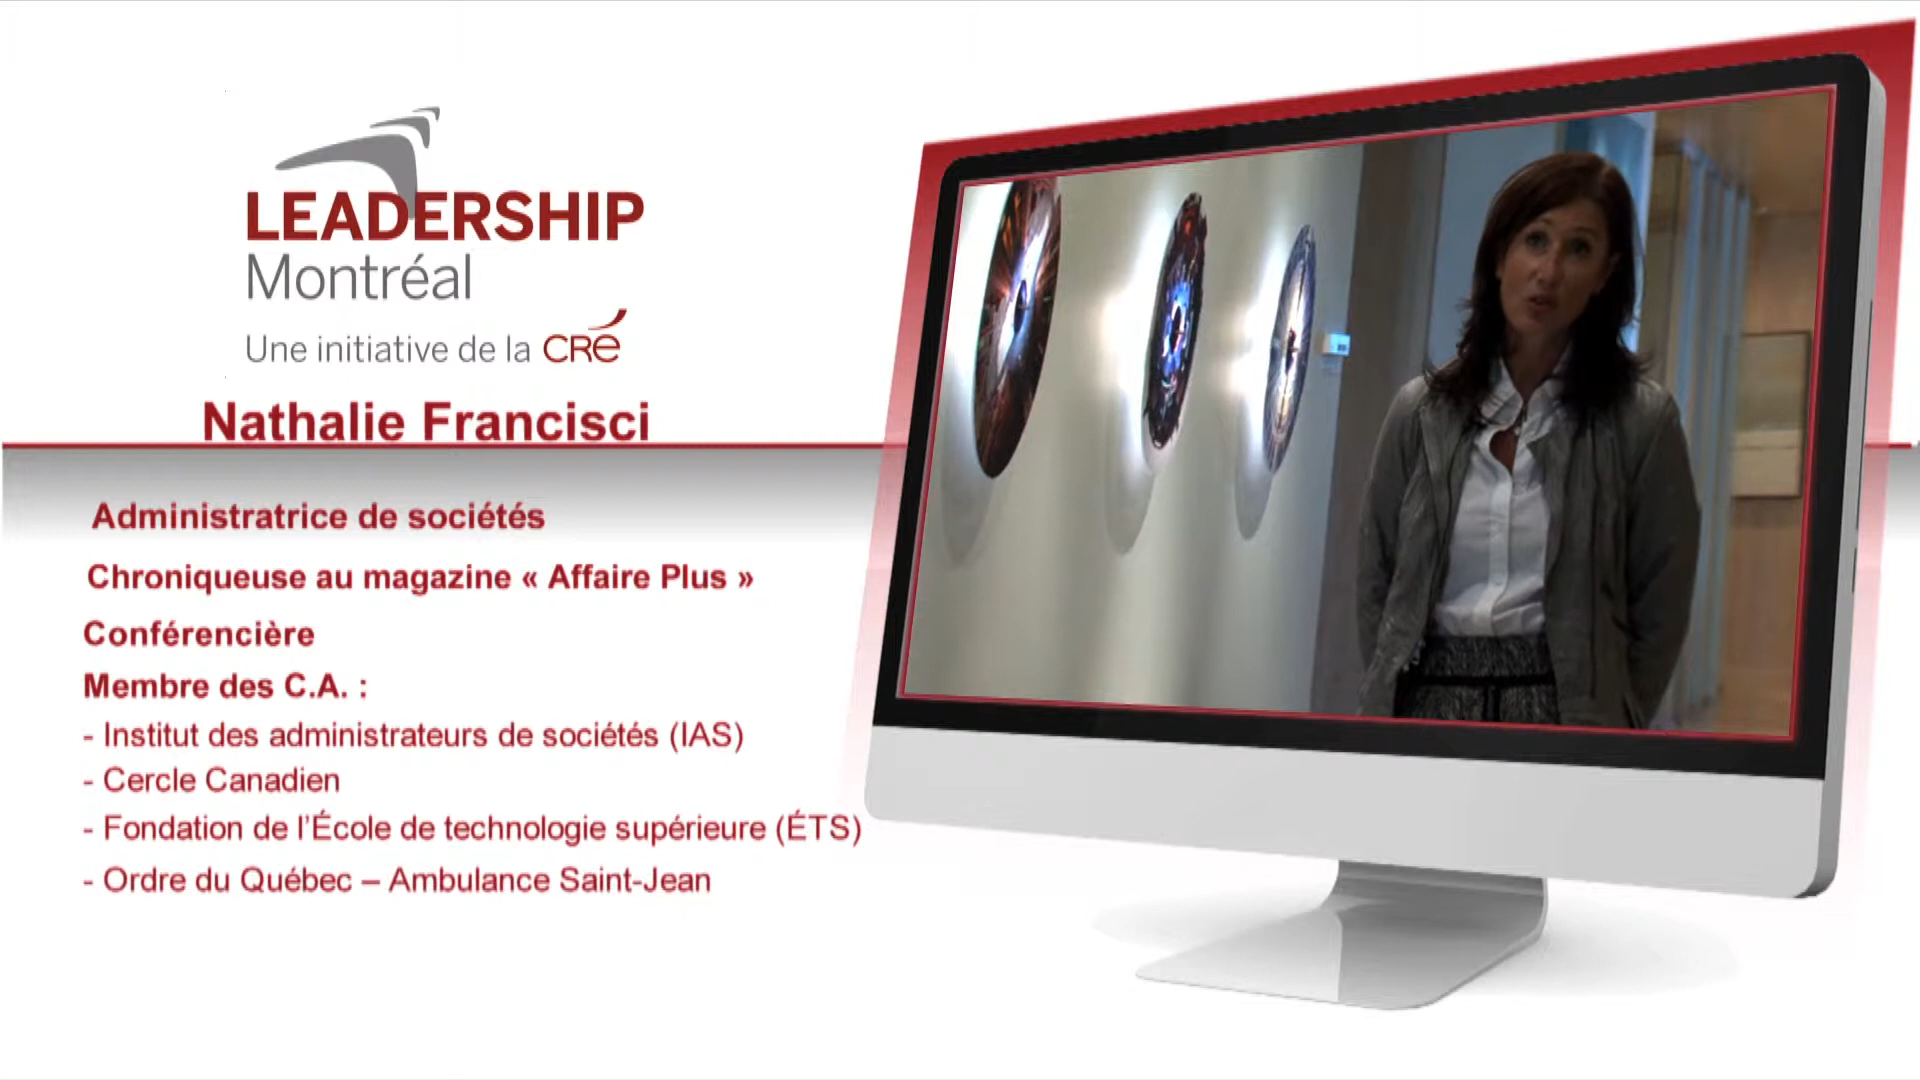 LEADERSHIP
Montréal
Une initiative de la CRé
Nathalie Francisci
Administratrice de sociétés
Chroniqueuse au magazine « Affaire Plus »
Conférencière
Membre des C.A. :
- Institut des administrateurs de sociétés (IAS)
- Cercle Canadien
- Fondation de l’École de technologie supérieure (ÉTS)
- Ordre du Québec – Ambulance Saint-Jean